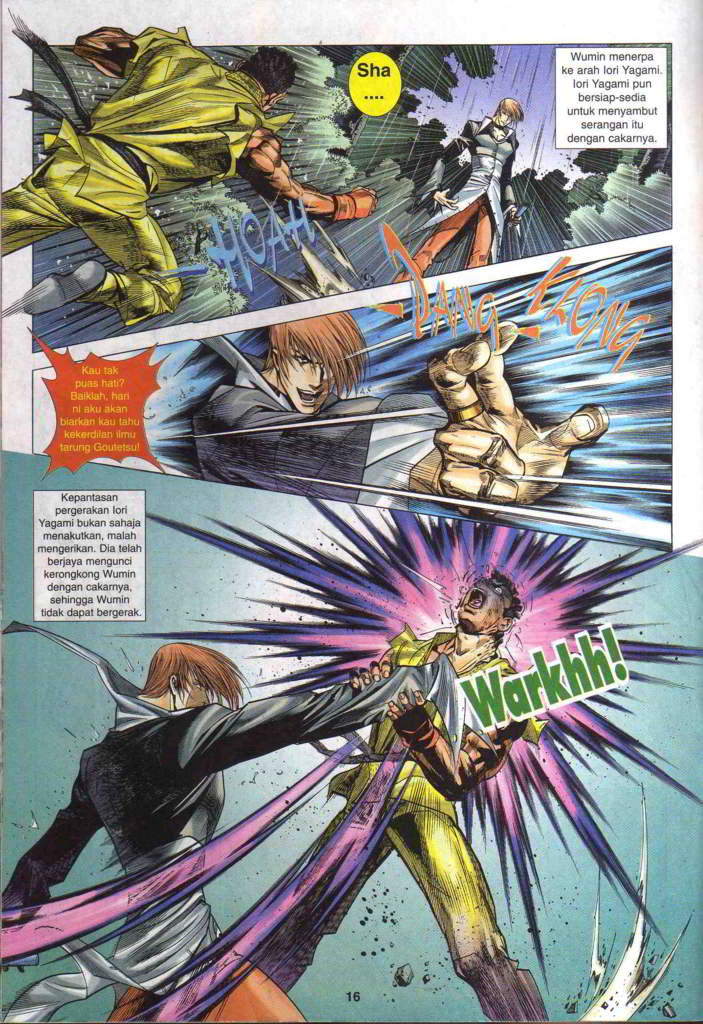 Sha
....
Wumin menerpa
ke arah Iori Yagami.
Iori Yagami pun
bersiap-sedia
untuk menyambut
serangan itu
dengan cakarnya.
HOAH
DANG KLONG
Kau tak
puas hati?
Baiklah, hari
ni aku akan
biarkan kau tahu
kekerdilan ilmu
tarung Goutetsu!
Kepantasan
pergerakan Iori
Yagami bukan sahaja
menakutkan, malah
mengerikan. Dia telah
berjaya mengunci
kerongkong Wumin
dengan cakarnya,
sehingga Wumin
tidak dapat bergerak.
Warkhh!
16